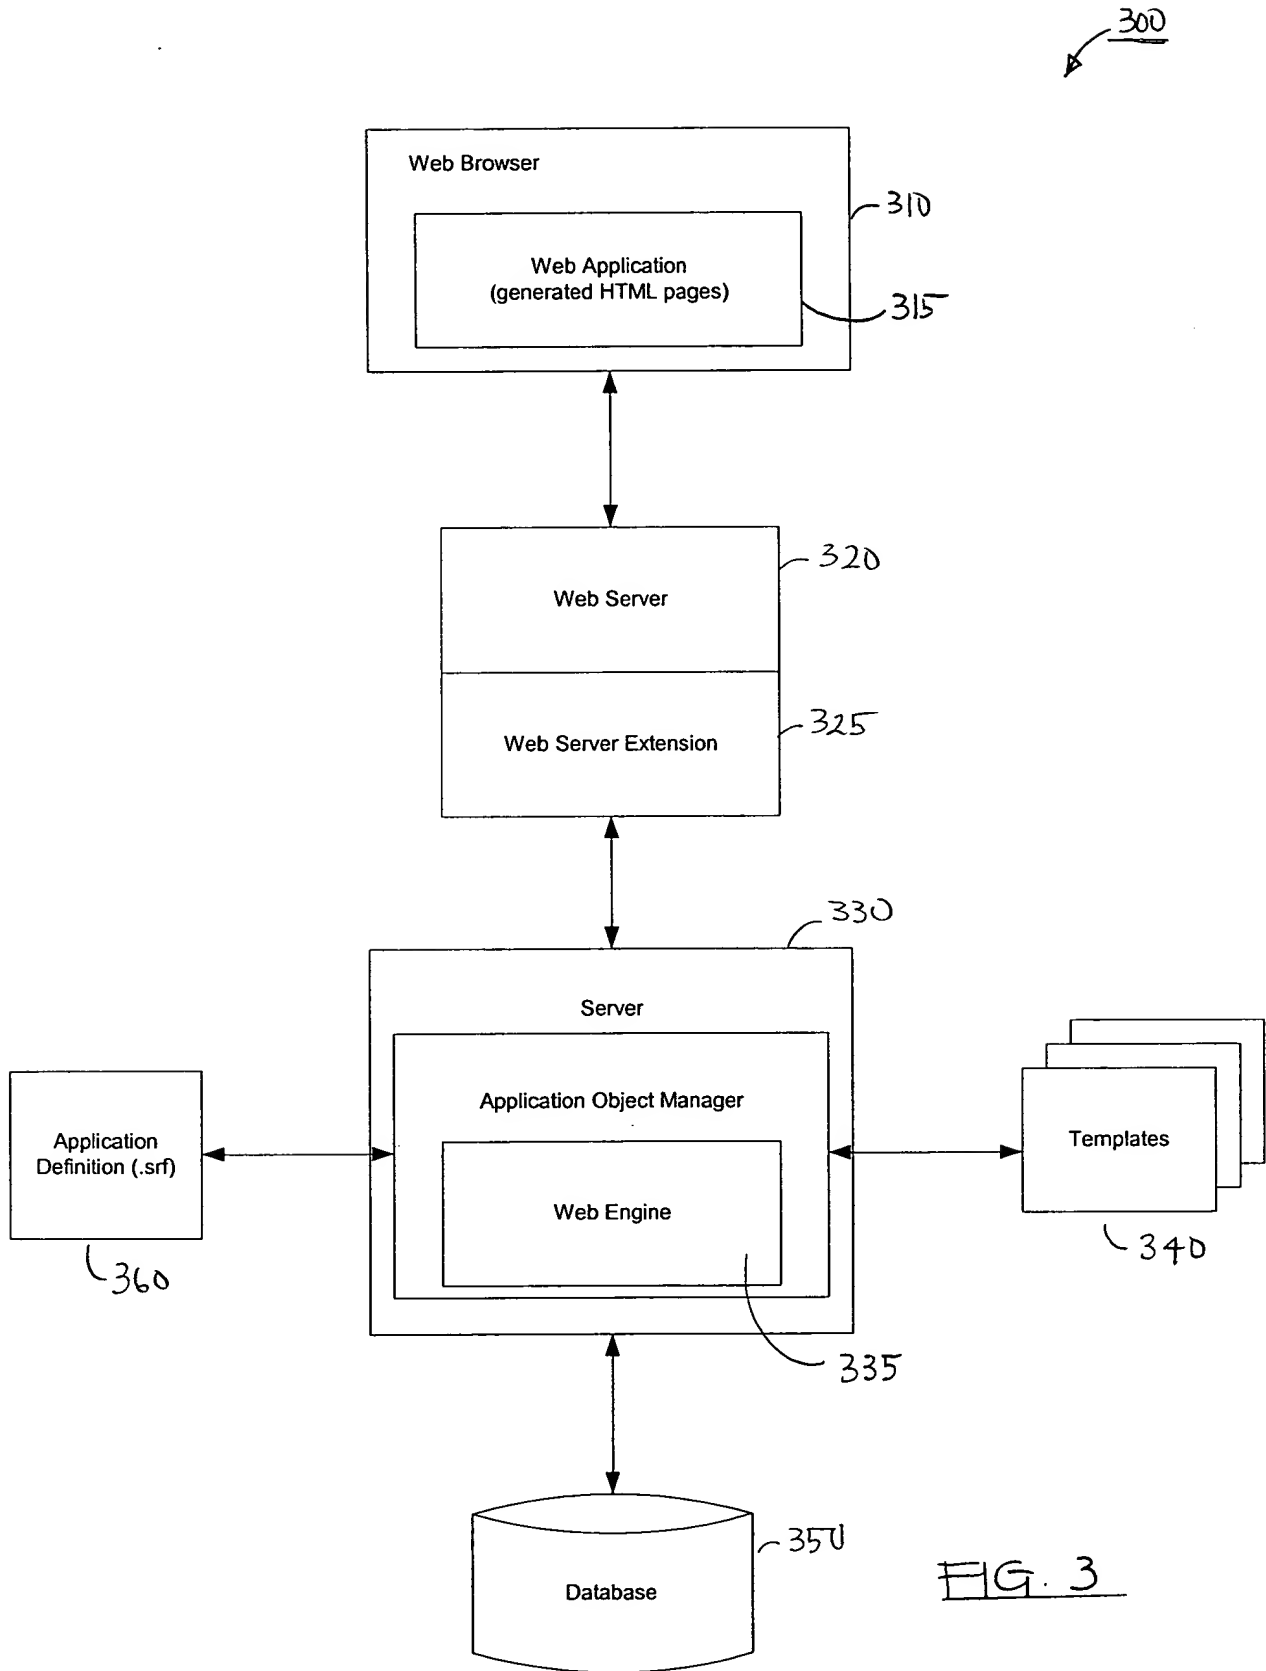 300
Web Browser
310
Web Application
(generated HTML pages)
315
320
Web Server
325
Web Server Extension
330
Server
Application Object Manager
Application
Definition (.srf)
Templates
Web Engine
340
360
335
350
Database
FIG. 3